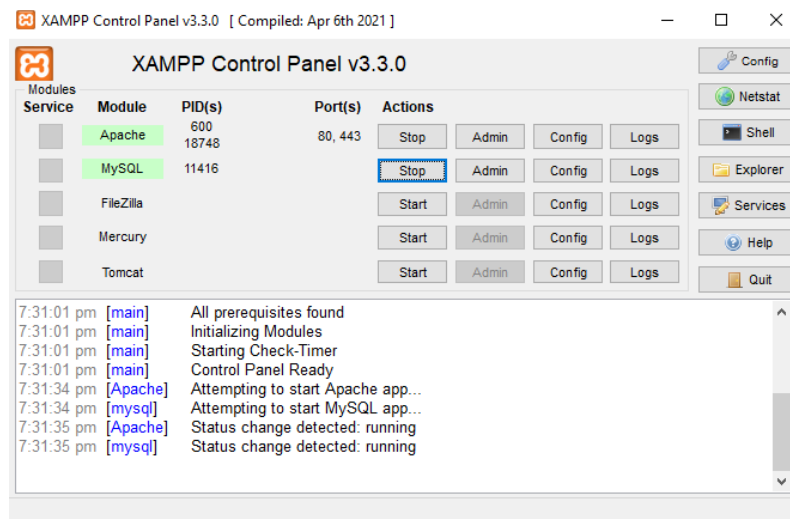 XAMPP Control Panel v3.3.0 [ Compiled: Apr 6th 2021 ]
XAMPP Control Panel v3.3.0
Config
Modules
Service Module PID(s) Port(s) Actions
Netstat
Apache 600 18748 80, 443 Stop Admin Config Logs
Shell
MySQL 11416 Stop Admin Config Logs
Explorer
FileZilla Start Admin Config Logs
Services
Mercury Start Admin Config Logs
Help
Tomcat Start Admin Config Logs
Quit
7:31:01 pm [main] All prerequisites found
7:31:01 pm [main] Initializing Modules
7:31:01 pm [main] Starting Check-Timer
7:31:01 pm [main] Control Panel Ready
7:31:34 pm [Apache] Attempting to start Apache app...
7:31:34 pm [mysql] Attempting to start MySQL app...
7:31:35 pm [Apache] Status change detected: running
7:31:35 pm [mysql] Status change detected: running